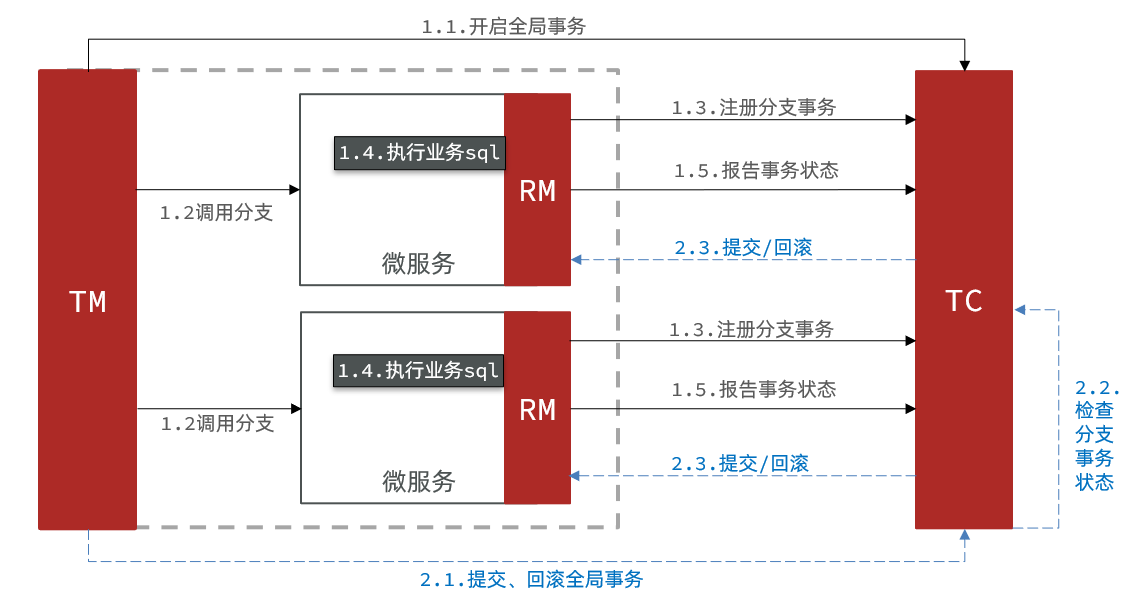 1.1.开启全局事务
1.3.注册分支事务
1.4.执行业务sql
1.5.报告事务状态
RM
1.2调用分支
2.3.提交/回滚
微服务
TM
TC
1.3.注册分支事务
1.4.执行业务sql
1.5.报告事务状态
RM
1.2调用分支
2.2.
检查
分支
事务
状态
2.3.提交/回滚
微服务
2.1.提交、回滚全局事务